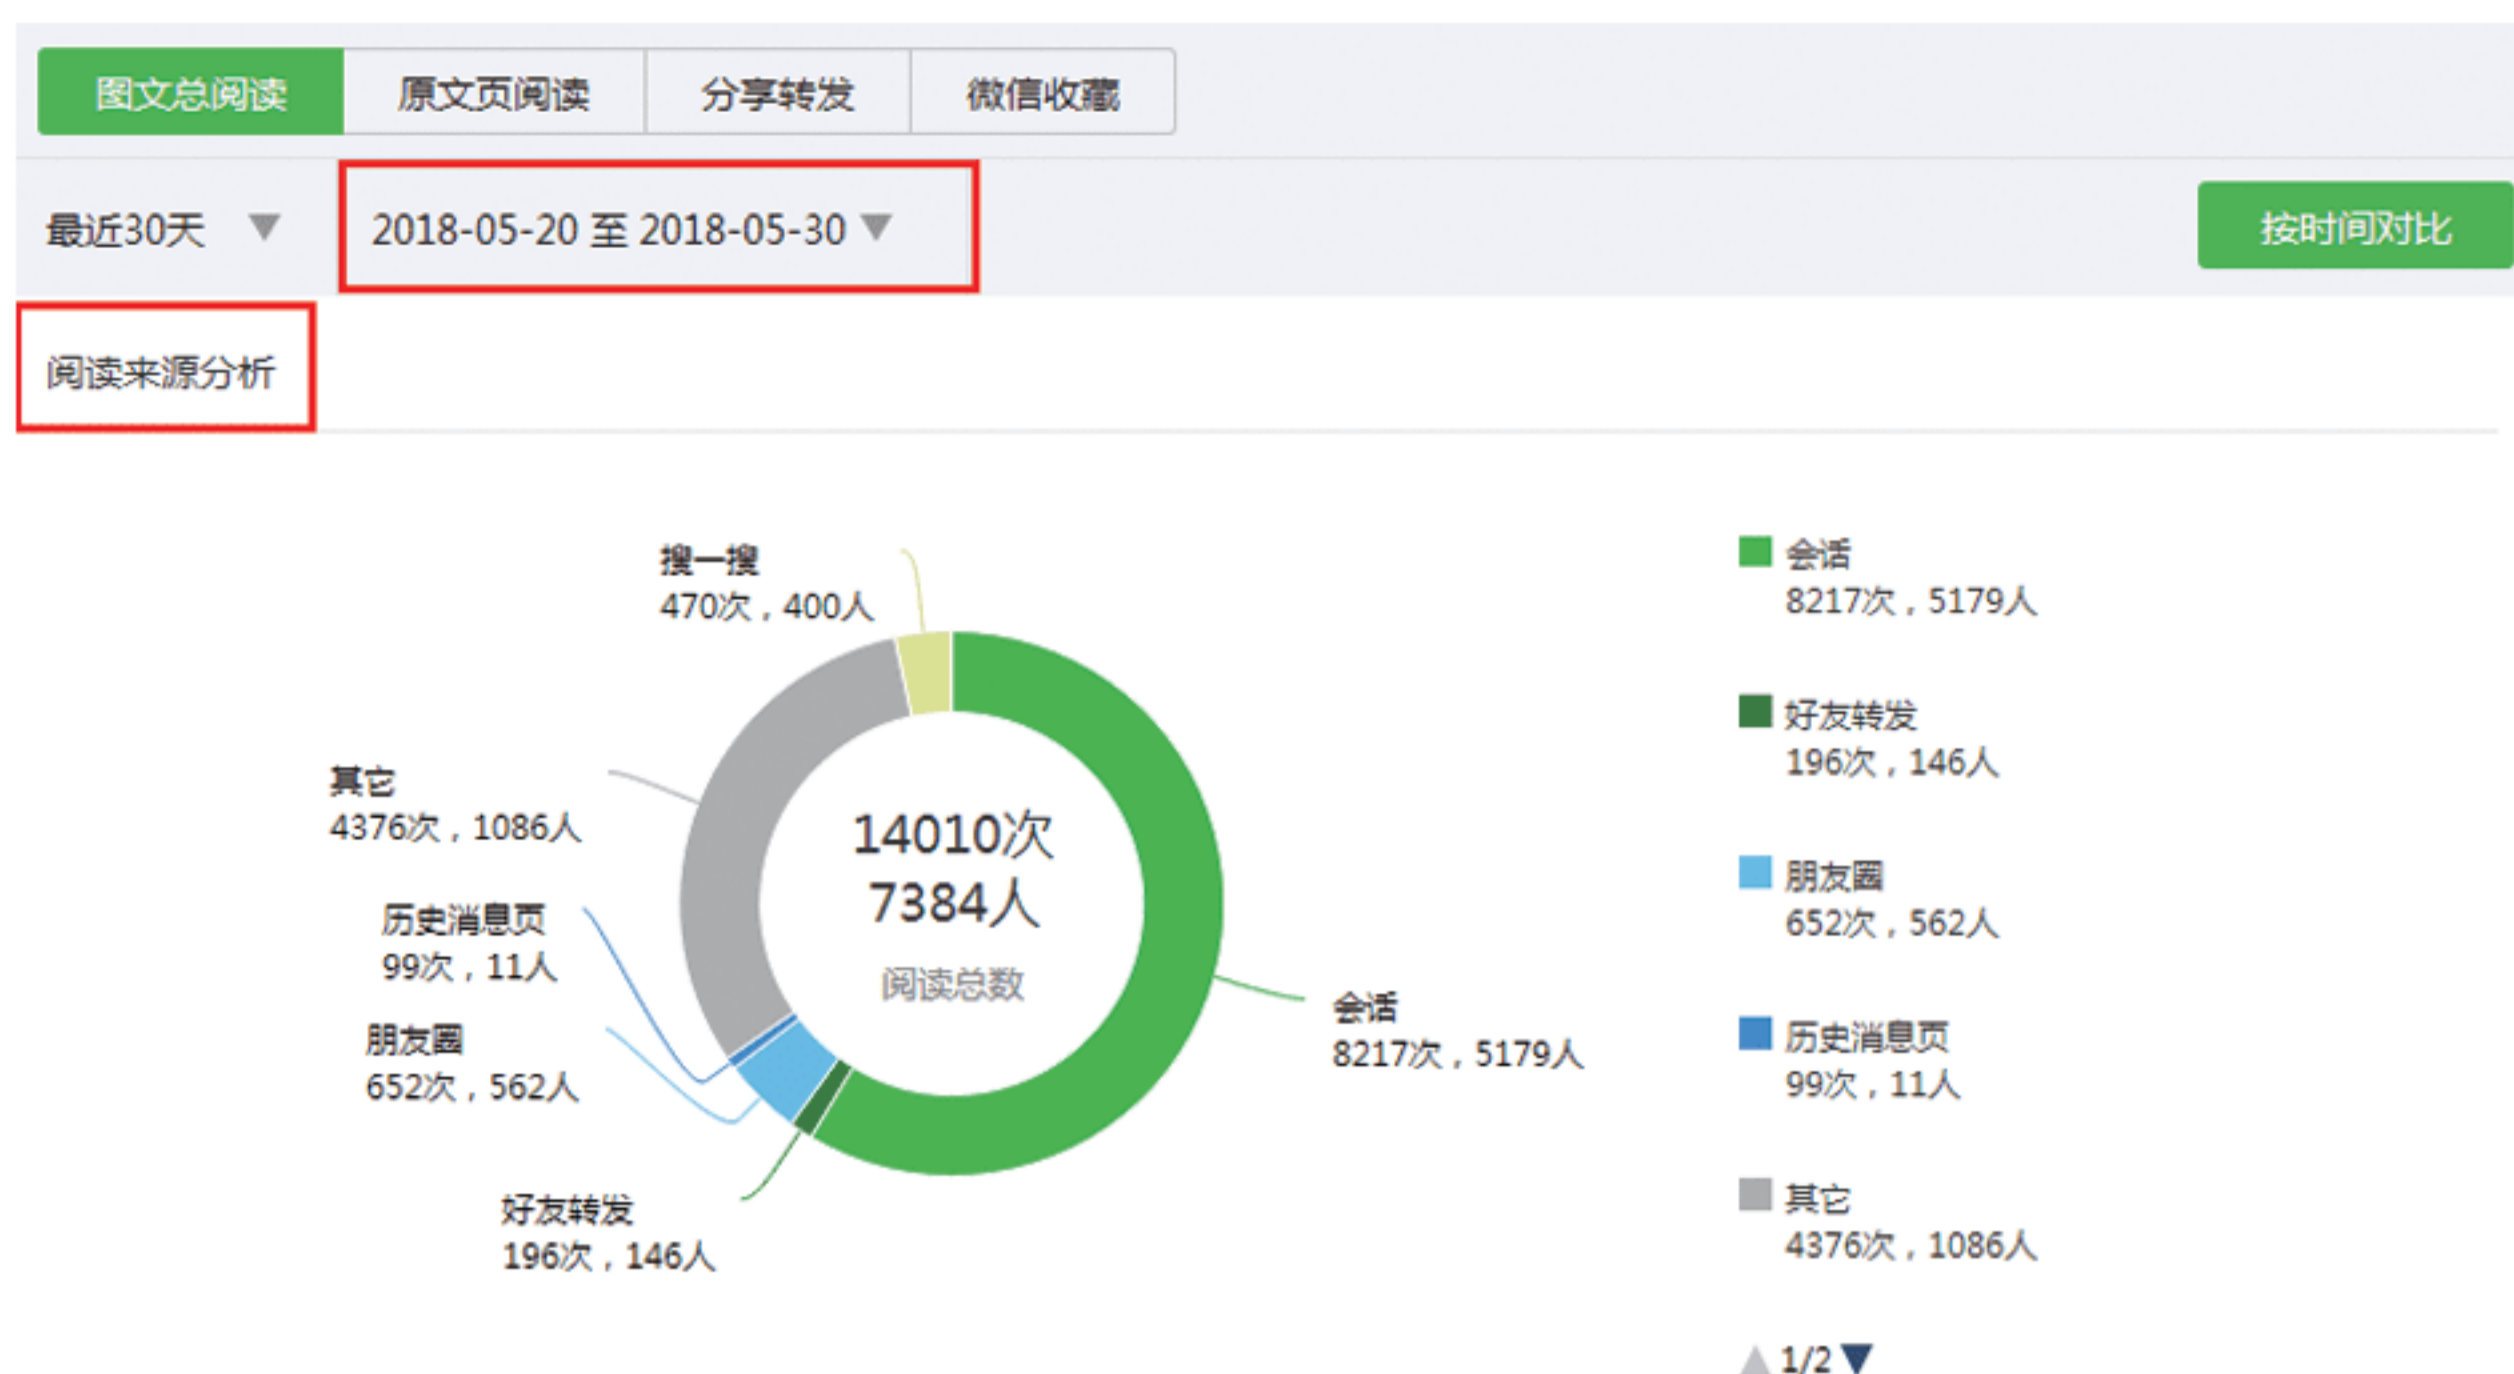 图文总阅读 原文页阅读 分享转发 微信收藏
最近30天 2018-05-20 至 2018-05-30 按时间对比
阅读来源分析
搜一搜
470次，400人
其它
4376次，1086人
历史消息页
99次，11人
朋友圈
652次，562人
好友转发
196次，146人
14010次
7384人
阅读总数
会话
8217次，5179人
会话
8217次，5179人
好友转发
196次，146人
朋友圈
652次，562人
历史消息页
99次，11人
其它
4376次，1086人
1/2